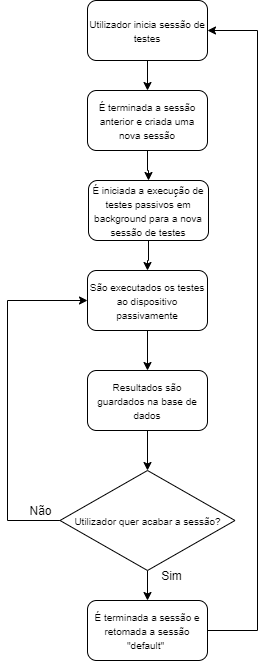 Utilizador inicia sessão de
testes
É terminada a sessão
anterior e criada uma
nova sessão
É iniciada a execução de
testes passivos em
background para a nova
sessão de testes
São executados os testes
ao dispositivo
passivamente
Resultados são
guardados na base de
dados
Não
Utilizador quer acabar a sessão?
Sim
É terminada a sessão e
retomada a sessão
"default"